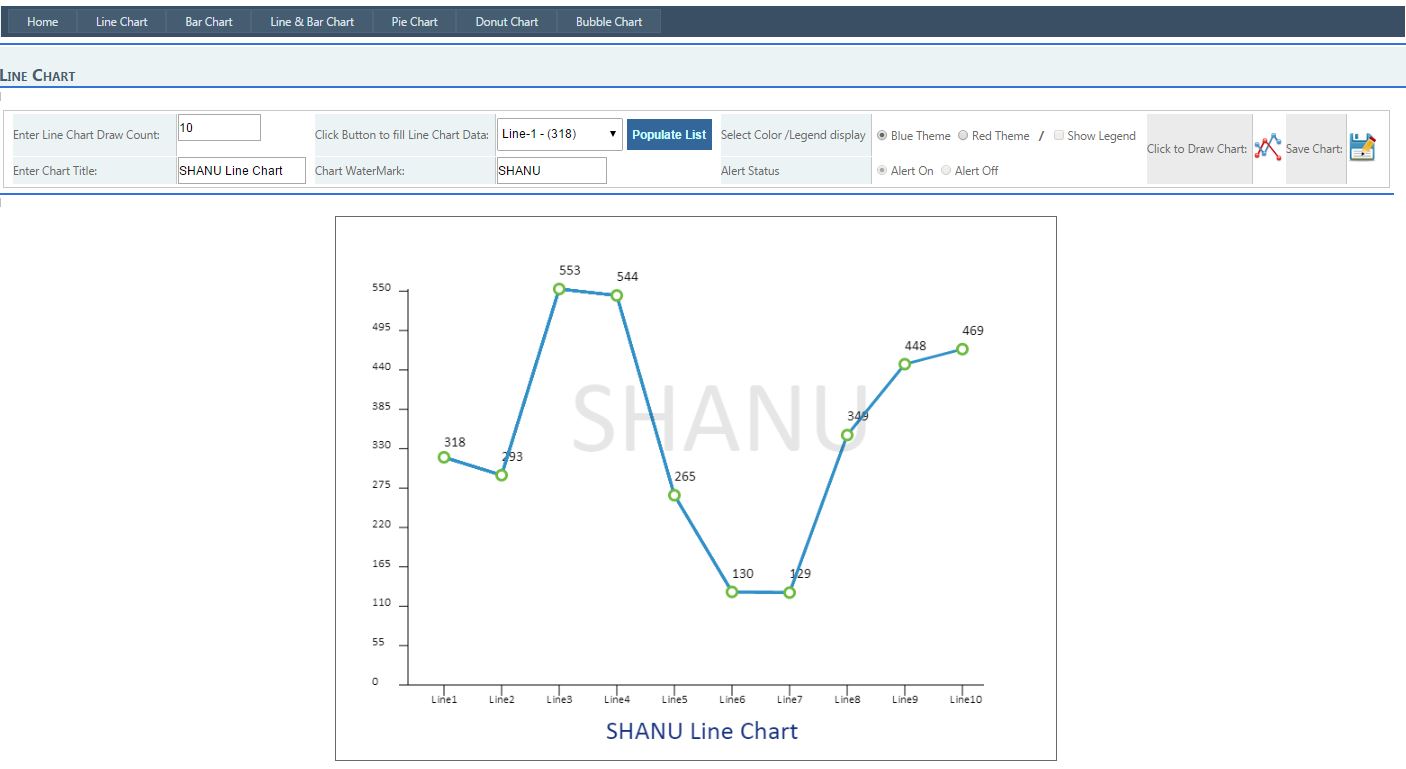 Home Line Chart Bar Chart Line & Bar Chart Pie Chart Donut Chart Bubble Chart
LINE CHART
Enter Line Chart Draw Count: 10 Click Button to fill Line Chart Data: Line-1 - (318) Populate List Select Color /Legend display Blue Theme Red Theme / Show Legend
Click to Draw Chart: Save Chart:
Enter Chart Title: SHANU Line Chart Chart WaterMark: SHANU Alert Status Alert On Alert Off
553
544
550
495
469
448
440
SHANU
385
349
330
318
293
275
265
220
165
130
129
110
55
0
Line1 Line2 Line3 Line4 Line5 Line6 Line7 Line8 Line9 Line10
SHANU Line Chart